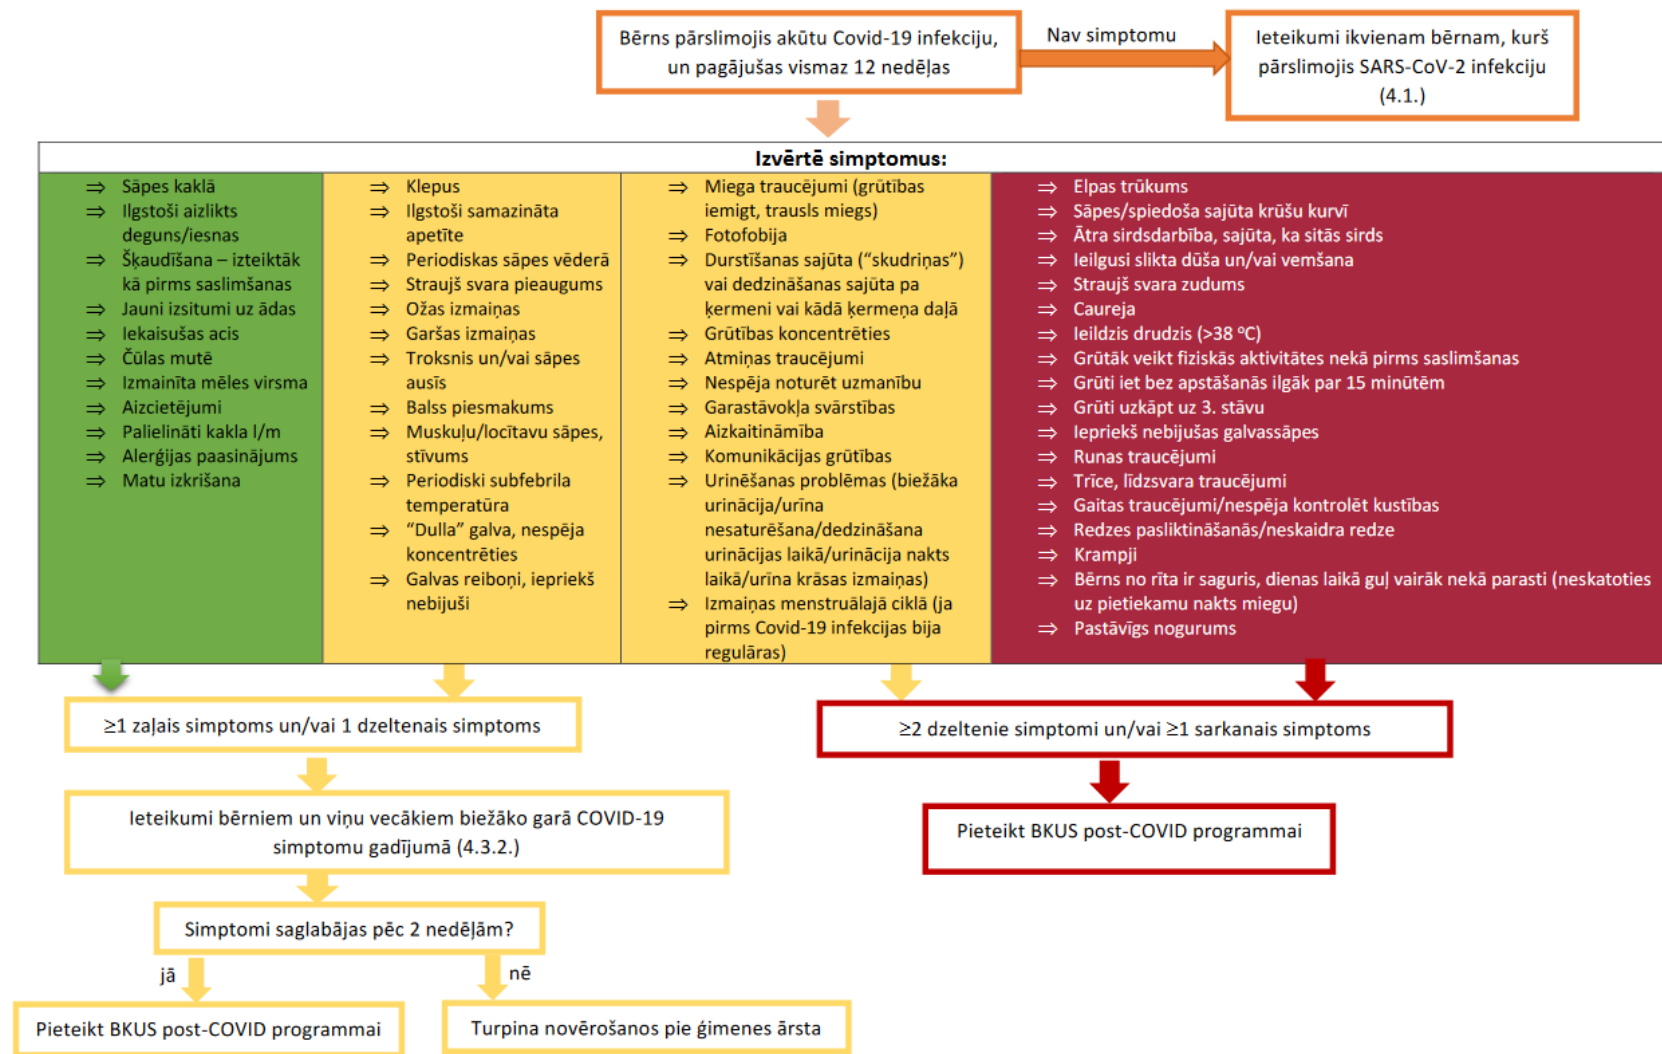 Bērns pārslimojis akūtu Covid-19 infekciju,
un pagājušas vismaz 12 nedēļas
Nav simptomu
Ieteikumi ikvienam bērnam, kurš
pārslimojis SARS-CoV-2 infekciju
(4.1.)
Izvērtē simptomus:
⇒ Sāpes kaklā
⇒ Ilgstoši aizlikts
deguns/iesnas
⇒ Šķaudīšana – izteiktāk
kā pirms saslimšanas
⇒ Jauni izsitumi uz ādas
⇒ Iekaisušas acis
⇒ Čūlas mutē
⇒ Izmainīta mēles virsma
⇒ Aizcietējumi
⇒ Palielināti kakla l/m
⇒ Alerģijas paasinājums
⇒ Matu izkrišana
⇒ Klepus
⇒ Ilgstoši samazināta
apetīte
⇒ Periodiskas sāpes vēderā
⇒ Straujš svara pieaugums
⇒ Ožas izmaiņas
⇒ Garšas izmaiņas
⇒ Troksnis un/vai sāpes
ausīs
⇒ Balss piesmakums
⇒ Muskuļu/locītavu sāpes,
stīvums
⇒ Periodiski subfebrila
temperatūra
⇒ “Dulla” galva, nespēja
koncentrēties
⇒ Galvas reiboņi, iepriekš
nebijuši
⇒ Miega traucējumi (grūtības
iemigt, trausls miegs)
⇒ Fotofobija
⇒ Durstīšanas sajūta (“skudriņas”)
vai dedzināšanas sajūta pa
ķermeni vai kādā ķermeņa daļā
⇒ Grūtības koncentrēties
⇒ Atmiņas traucējumi
⇒ Nespēja noturēt uzmanību
⇒ Garastāvokļa svārstības
⇒ Aizkaitināmība
⇒ Komunikācijas grūtības
⇒ Urinēšanas problēmas (biežāka
urinācija/urīna
nesaturēšana/dedzināšana
urinācijas laikā/urinācija nakts
laikā/urīna krāsas izmaiņas)
⇒ Izmaiņas menstruālajā ciklā (ja
pirms Covid-19 infekcijas bija
regulāras)
⇒ Elpas trūkums
⇒ Sāpes/spiedoša sajūta krūšu kurvī
⇒ Ātra sirdsdarbība, sajūta, ka sitās sirds
⇒ Ieilgusi slikta dūša un/vai vemšana
⇒ Straujš svara zudums
⇒ Caureja
⇒ Ieildzis drudzis (>38 °C)
⇒ Grūtāk veikt fiziskās aktivitātes nekā pirms saslimšanas
⇒ Grūti iet bez apstāšanās ilgāk par 15 minūtēm
⇒ Grūti uzkāpt uz 3. stāvu
⇒ Iepriekš nebijušas galvassāpes
⇒ Runas traucējumi
⇒ Trīce, līdzsvara traucējumi
⇒ Gaitas traucējumi/nespēja kontrolēt kustības
⇒ Redzes pasliktināšanās/neskaidra redze
⇒ Krampji
⇒ Bērns no rīta ir saguris, dienas laikā guļ vairāk nekā parasti (neskatoties
uz pietiekamu nakts miegu)
⇒ Pastāvīgs nogurums
≥1 zaļais simptoms un/vai 1 dzeltenais simptoms
≥2 dzeltenie simptomi un/vai ≥1 sarkanais simptoms
Ieteikumi bērniem un viņu vecākiem biežāko garā COVID-19
simptomu gadījumā (4.3.2.)
Pieteikt BKUS post-COVID programmai
Simptomi saglabājas pēc 2 nedēļām?
jā
nē
Pieteikt BKUS post-COVID programmai
Turpina novērošanos pie ģimenes ārsta